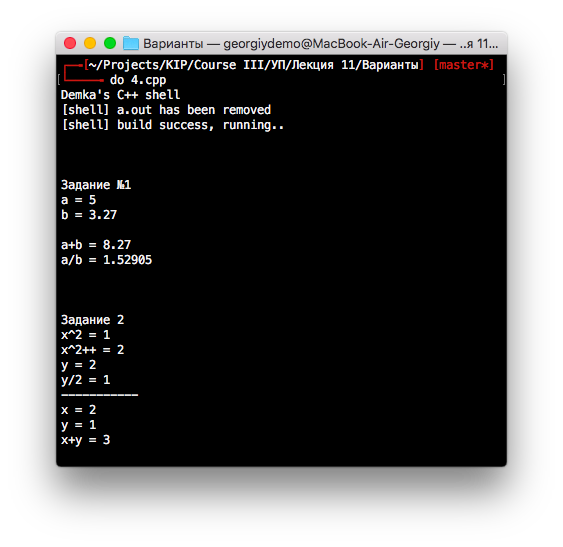 Варианты — georgiydemo@MacBook-Air-Georgiy — ..я 11...
[~/Projects/KIP/Course III/УП/Лекция 11/Варианты] [master*]
do 4.cpp
Demka's C++ shell
[shell] a.out has been removed
[shell] build success, running..
Задание №1
a = 5
b = 3.27
a+b = 8.27
a/b = 1.52905
Задание 2
x^2 = 1
x^2++ = 2
y = 2
y/2 = 1
-----------
x = 2
y = 1
x+y = 3